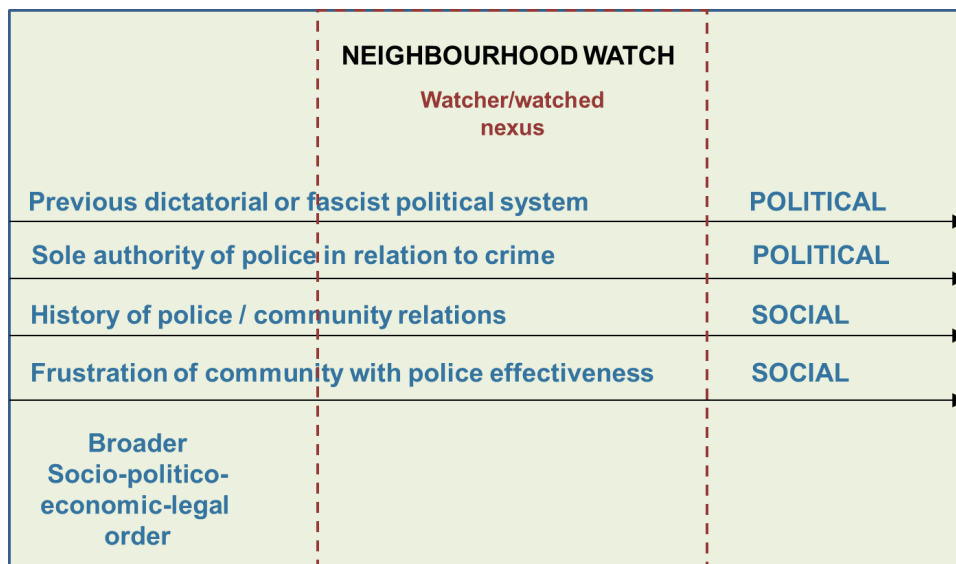 NEIGHBOURHOOD WATCH
Watcher/watched
nexus
Previous dictatorial or fascist political system POLITICAL
Sole authority of police in relation to crime POLITICAL
History of police / community relations SOCIAL
Frustration of community with police effectiveness SOCIAL
Broader
Socio-politico-
economic-legal
order